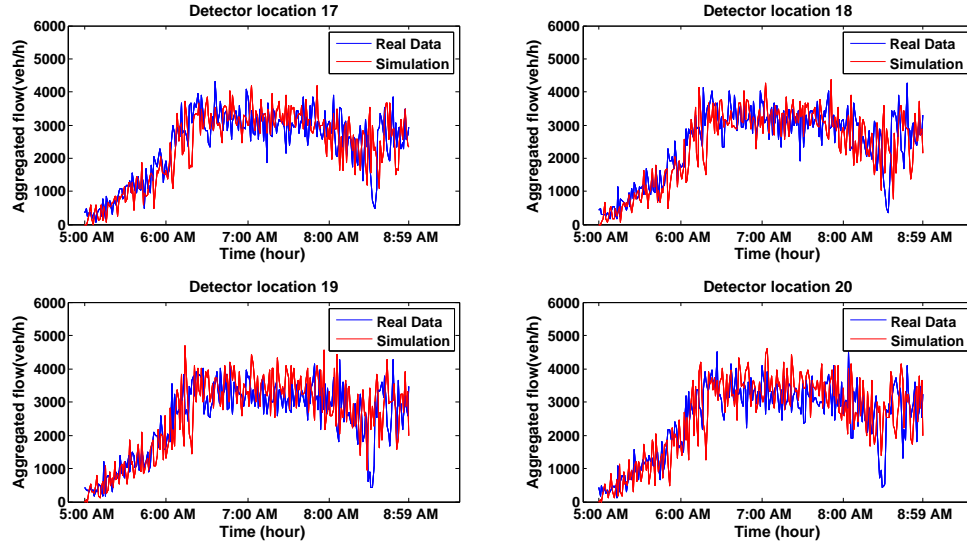 Detector location 17
Aggregated flow(veh/h)
6000
5000
4000
3000
2000
1000
0
Real Data
Simulation
5:00 AM 6:00 AM 7:00 AM 8:00 AM 8:59 AM
Time (hour)
Detector location 18
Aggregated flow(veh/h)
6000
5000
4000
3000
2000
1000
0
Real Data
Simulation
5:00 AM 6:00 AM 7:00 AM 8:00 AM 8:59 AM
Time (hour)
Detector location 19
Aggregated flow(veh/h)
6000
5000
4000
3000
2000
1000
0
Real Data
Simulation
5:00 AM 6:00 AM 7:00 AM 8:00 AM 8:59 AM
Time (hour)
Detector location 20
Aggregated flow(veh/h)
6000
5000
4000
3000
2000
1000
0
Real Data
Simulation
5:00 AM 6:00 AM 7:00 AM 8:00 AM 8:59 AM
Time (hour)